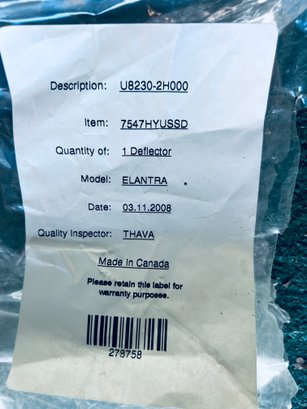 Description: U8230-2H000
Item: 7547HYUSSD
Quantity of: 1 Deflector
Model: ELANTRA
Date: 03.11.2008
Quality Inspector: THAVA
Made In Canada
Please retain this label for
warranty purposes.
278758